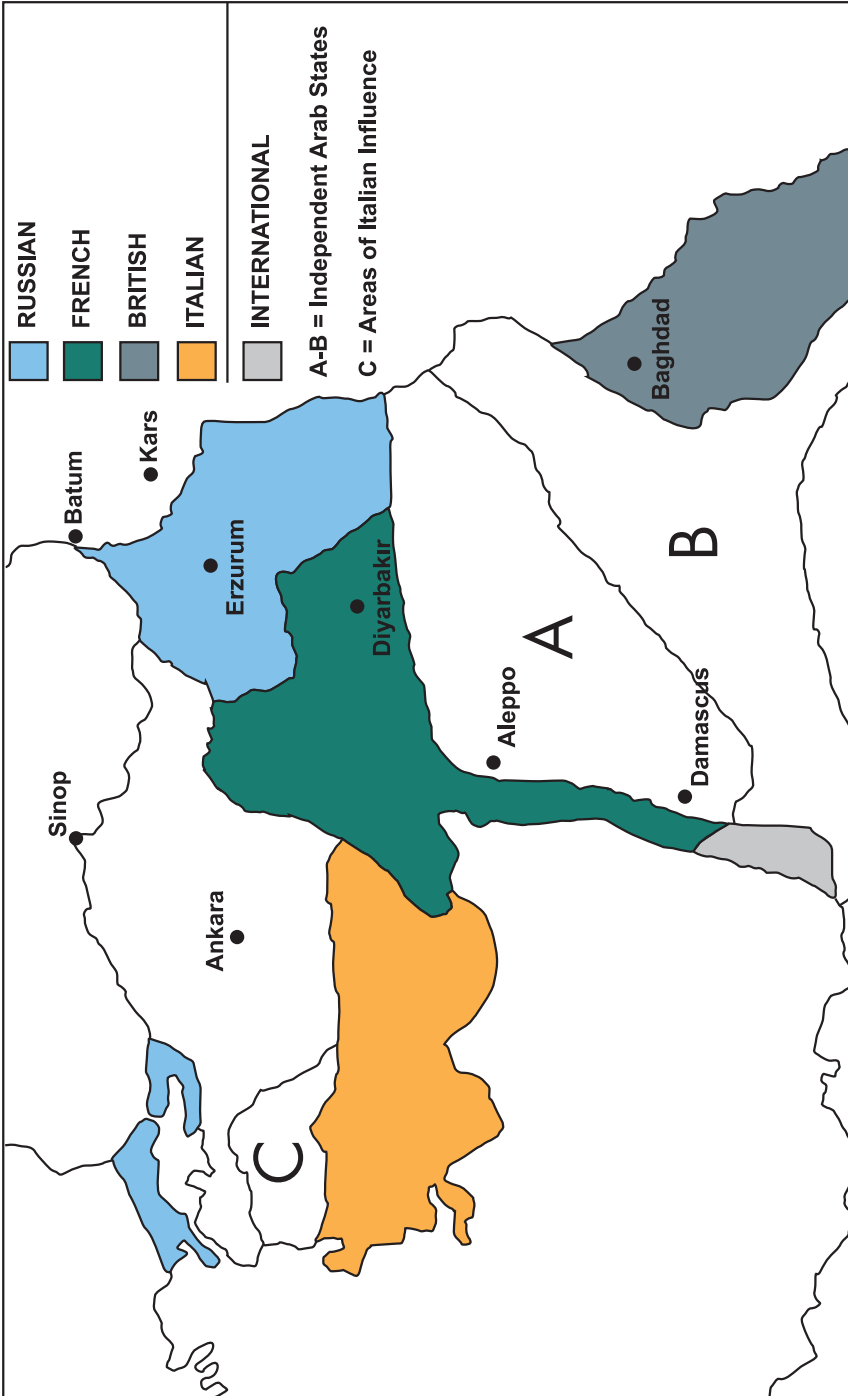 RUSSIAN
FRENCH
BRITISH
ITALIAN
INTERNATIONAL
A-B = Independent Arab States
C = Areas of Italian Influence
Batum
Kars
Sinop
Erzurum
Ankara
Diyarbakır
C
Aleppo
A
Baghdad
B
Damascus